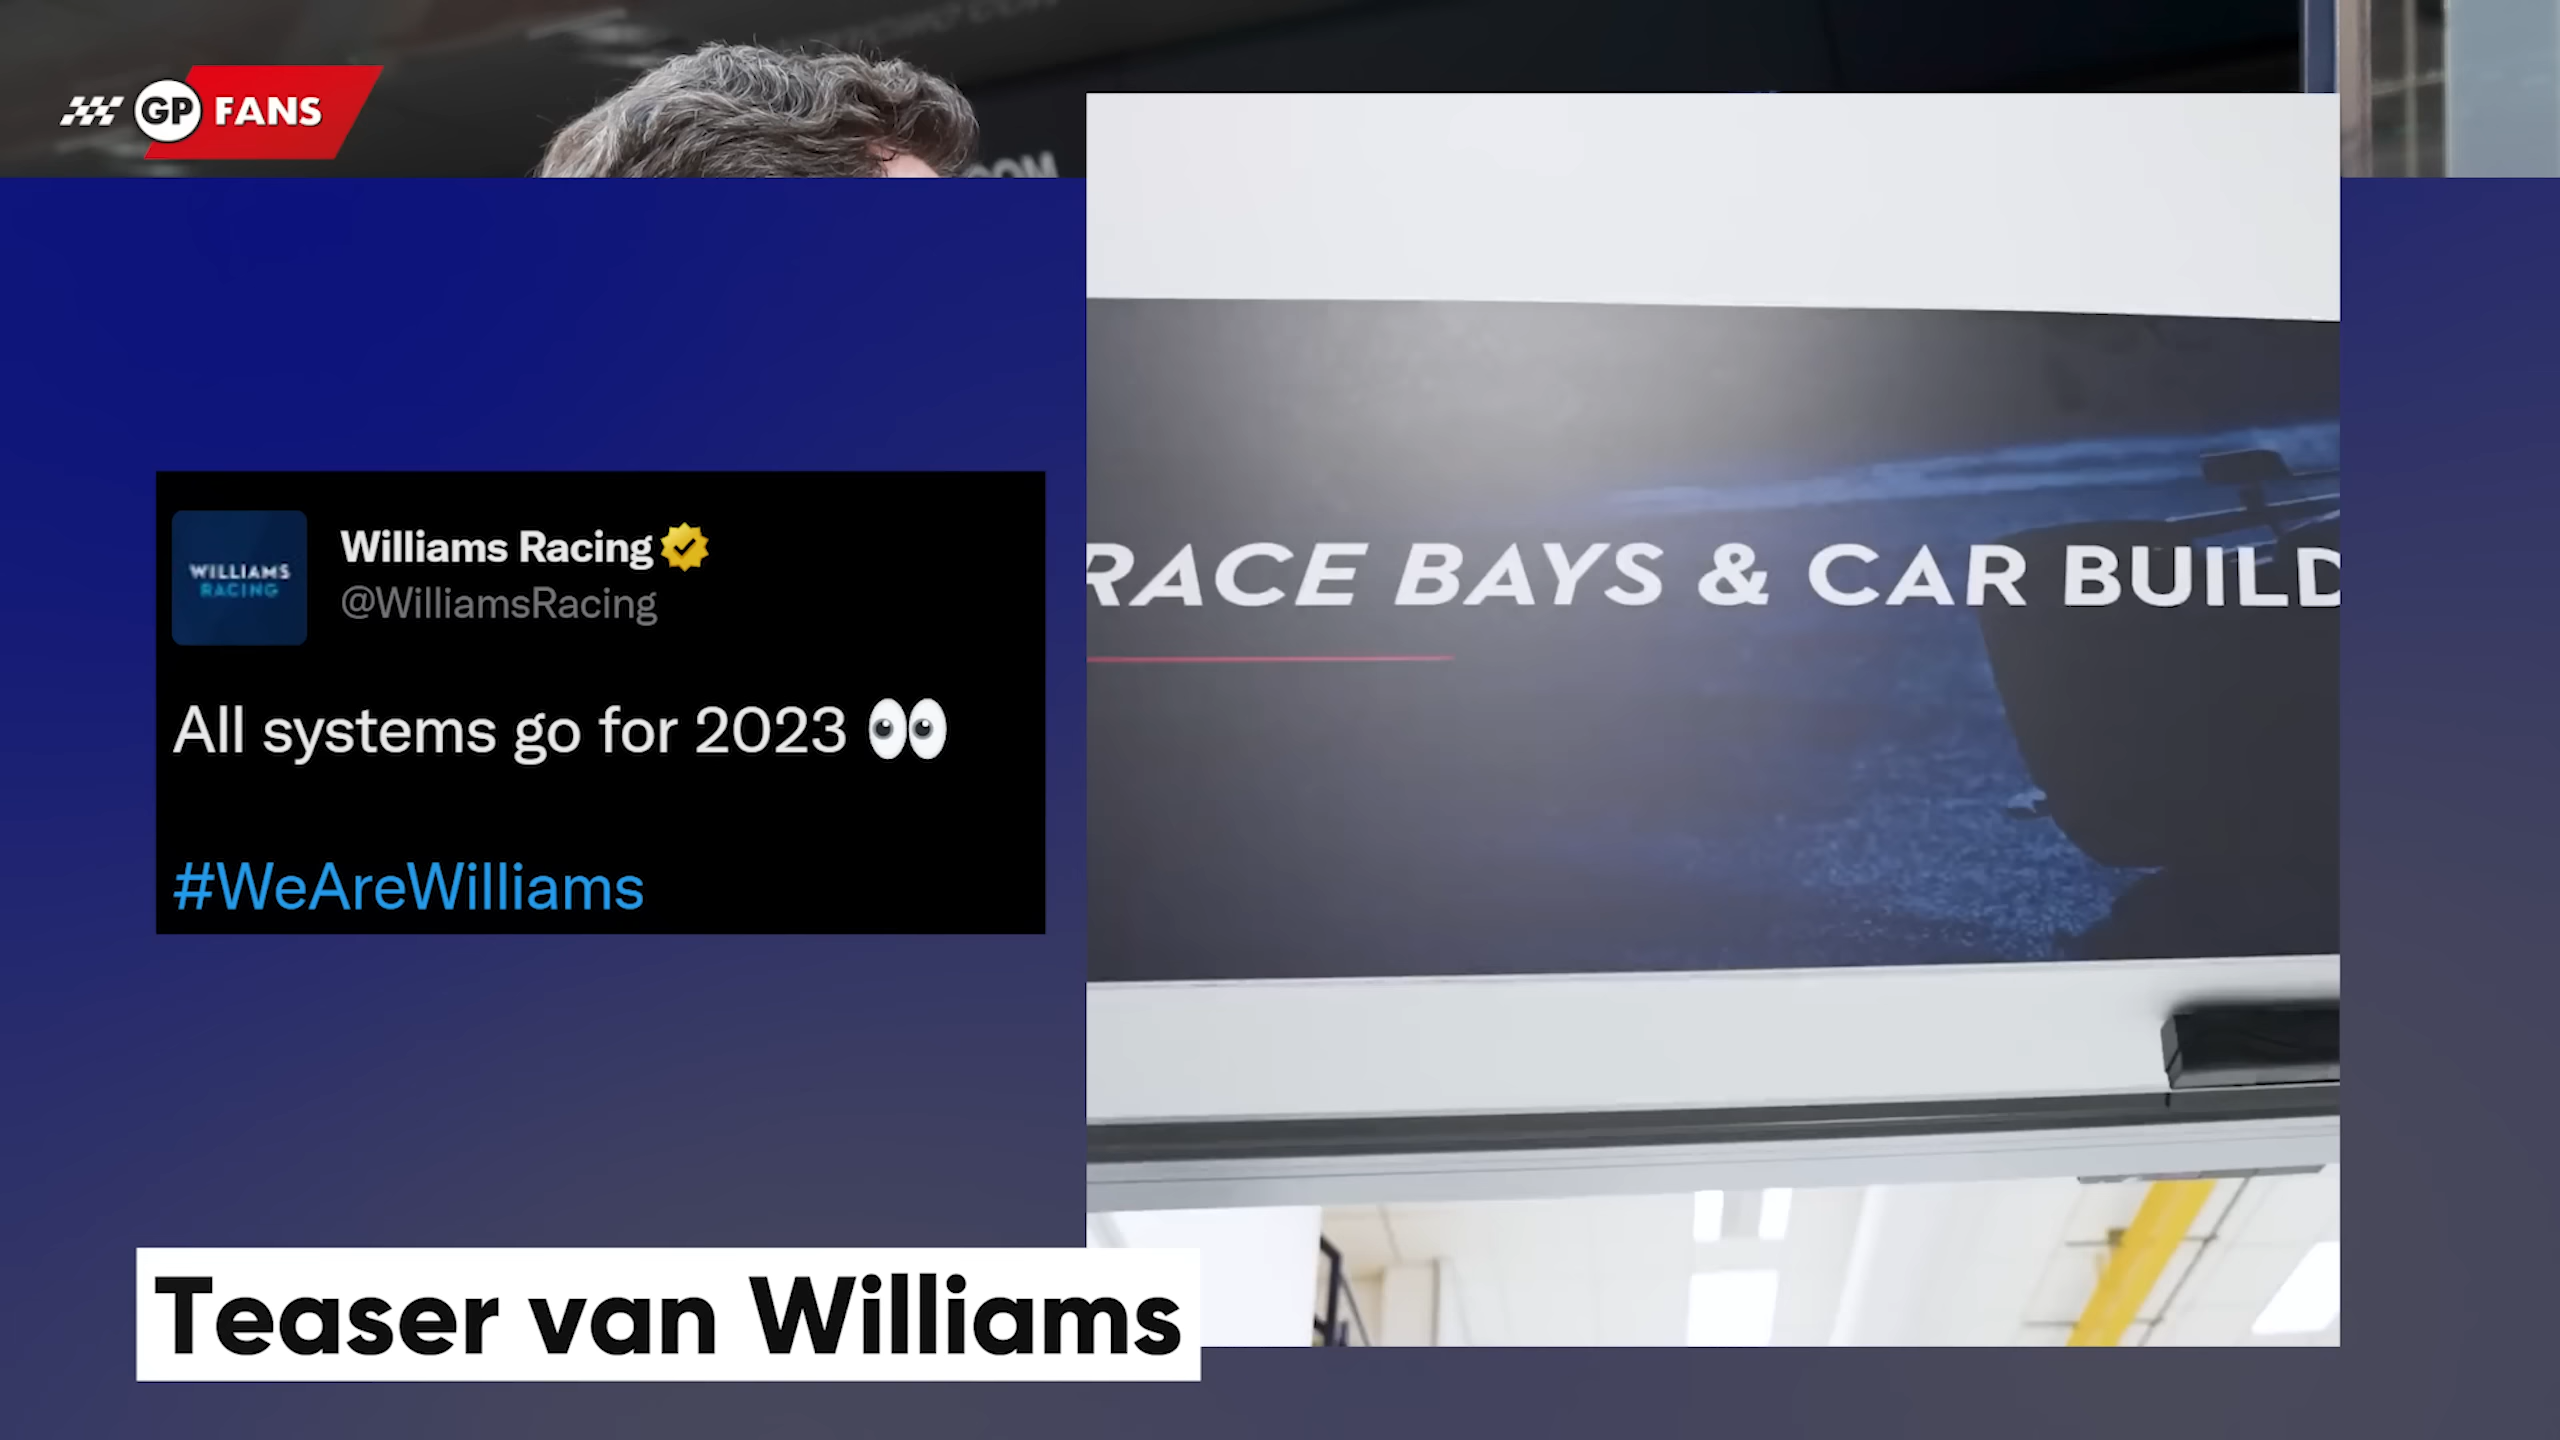 GP FANS
WILLIAMS
RACING
Williams Racing
@WilliamsRacing
All systems go for 2023 👀
#WeAreWilliams
RACE BAYS & CAR BUILD
Teaser van Williams